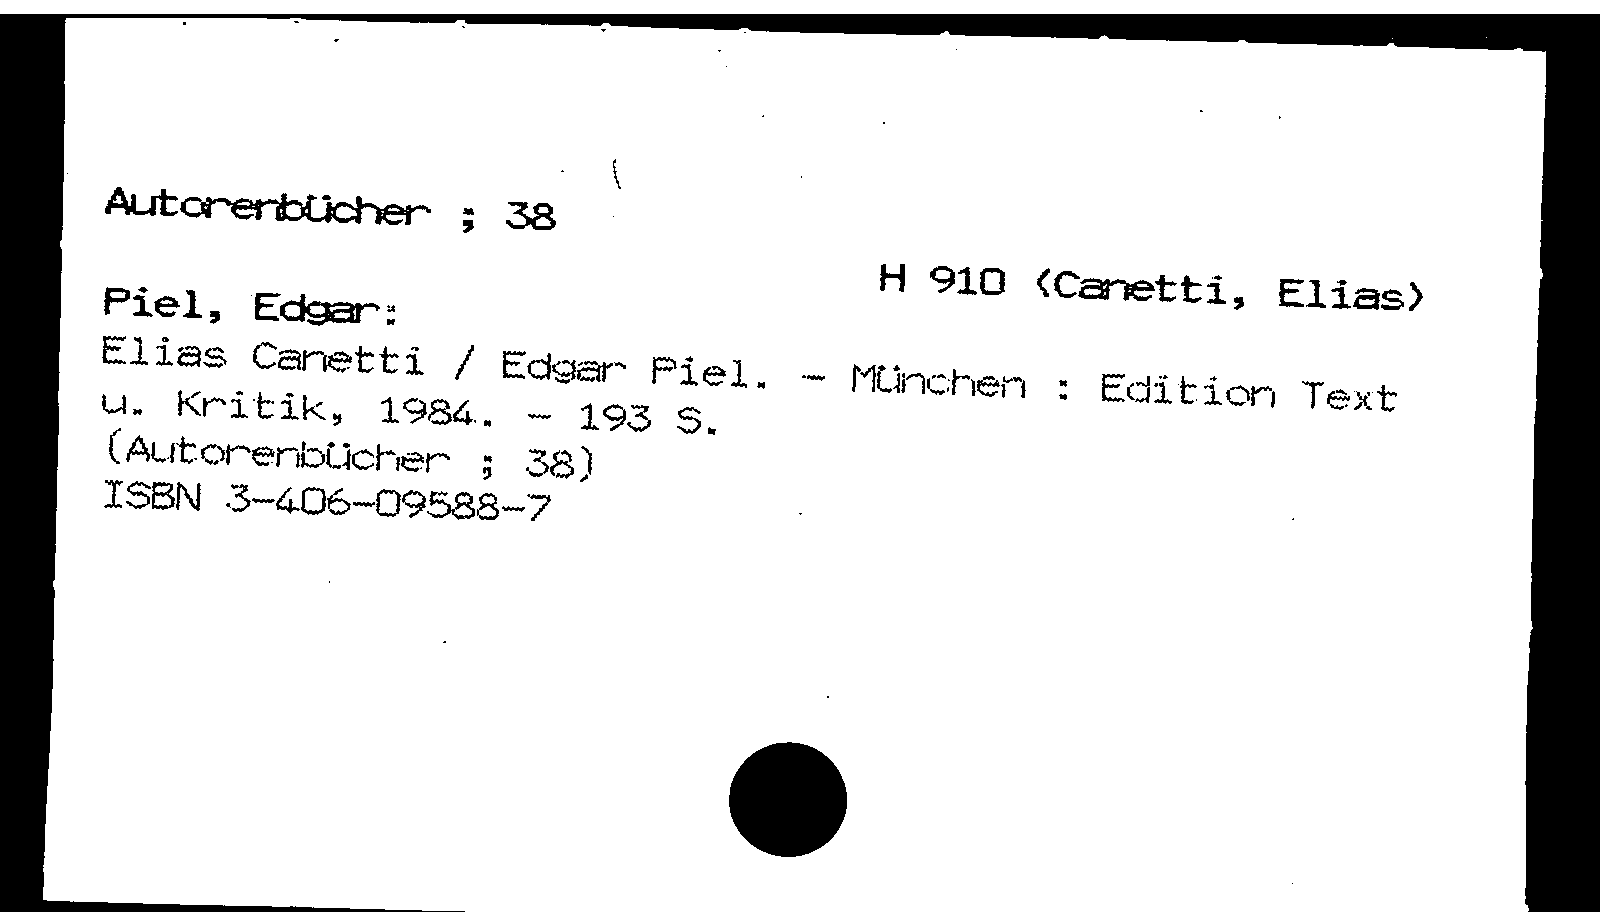 Autorenbücher ; 38
H 910 (Canetti, Elias)
Piel, Edgar:
Elias Canetti / Edgar Piel. - München : Edition Text
u. Kritik, 1984. - 193 S.
(Autorenbücher ; 38)
ISBN 3-406-09588-7